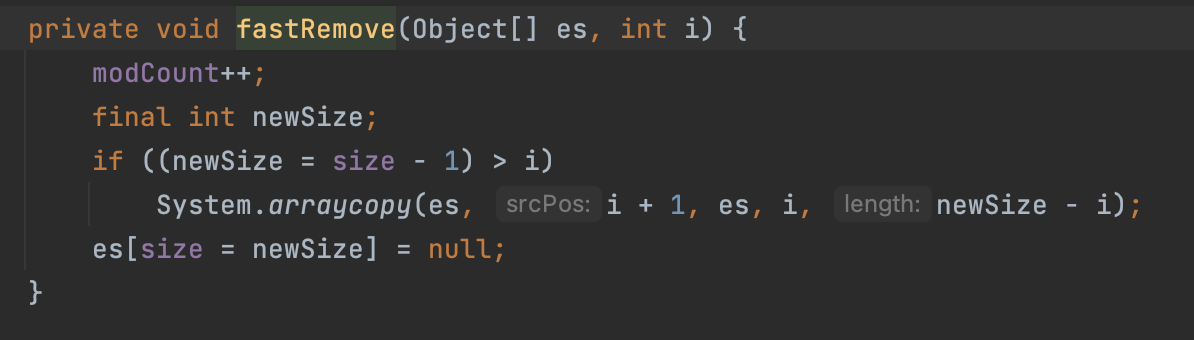 private void fastRemove(Object[] es, int i) {
modCount++;
final int newSize;
if ((newSize = size - 1) > i)
System.arraycopy(es, srcPos: i + 1, es, i, length: newSize - i);
es[size = newSize] = null;
}